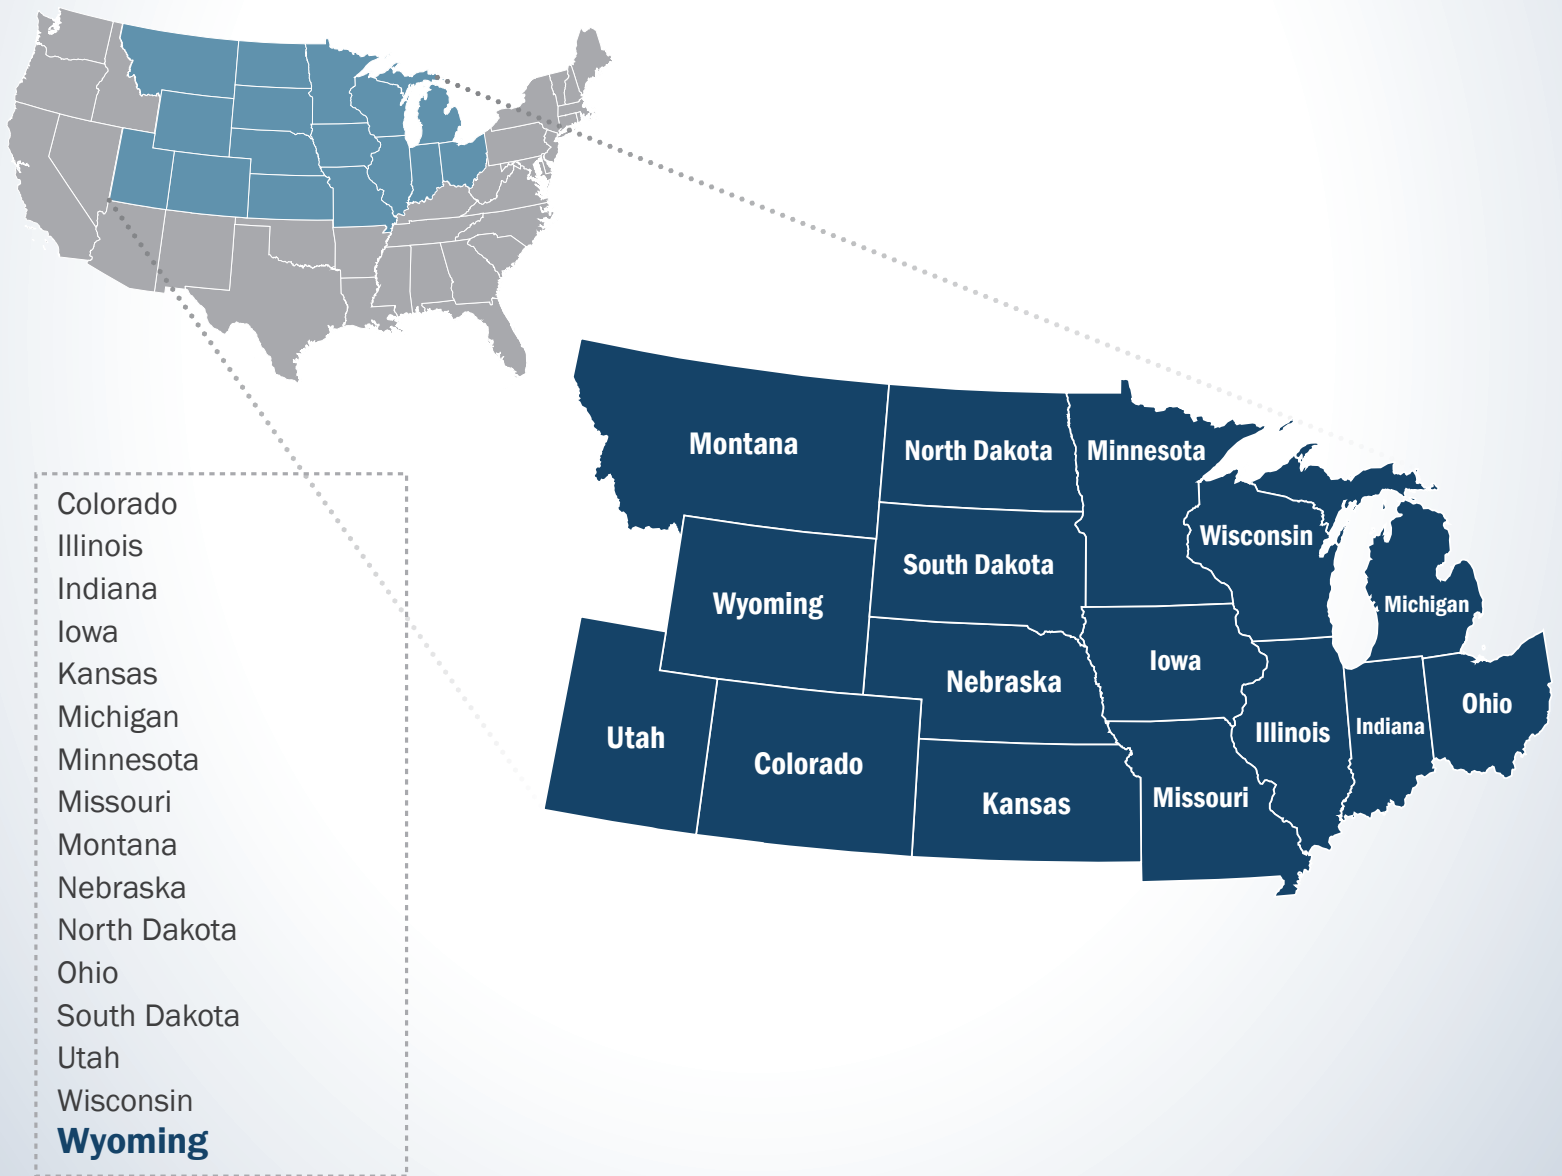 Montana
North Dakota
Minnesota
Wisconsin
South Dakota
Wyoming
Michigan
Iowa
Nebraska
Ohio
Utah
Illinois
Indiana
Colorado
Missouri
Kansas
Colorado
Illinois
Indiana
Iowa
Kansas
Michigan
Minnesota
Missouri
Montana
Nebraska
North Dakota
Ohio
South Dakota
Utah
Wisconsin
Wyoming